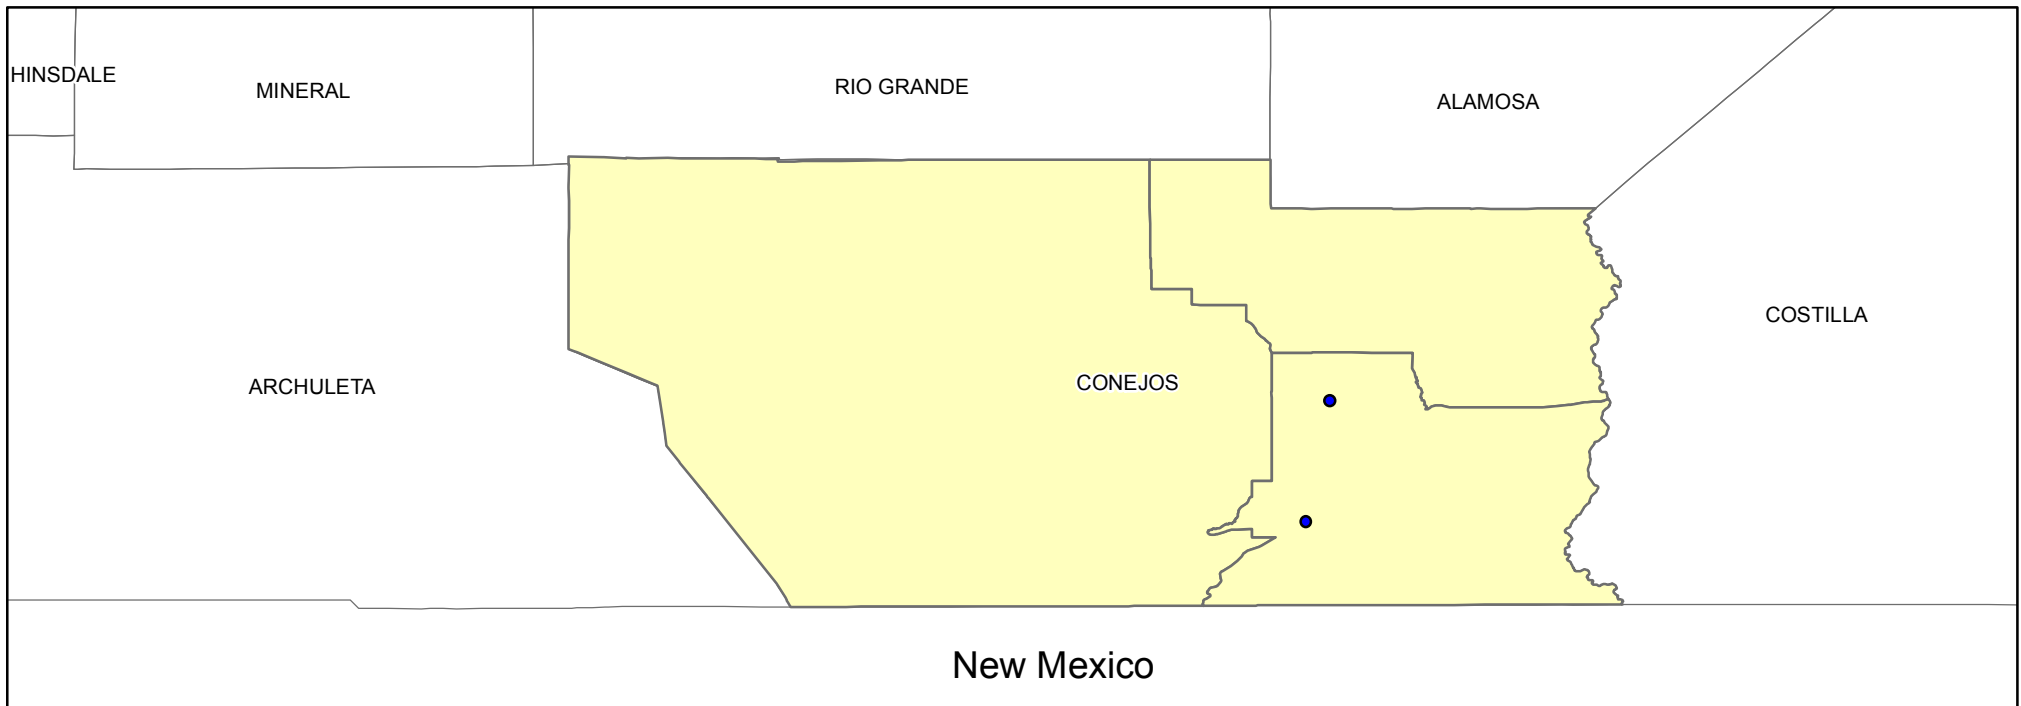 HINSDALE
MINERAL
RIO GRANDE
ALAMOSA
COSTILLA
ARCHULETA
CONEJOS
New Mexico